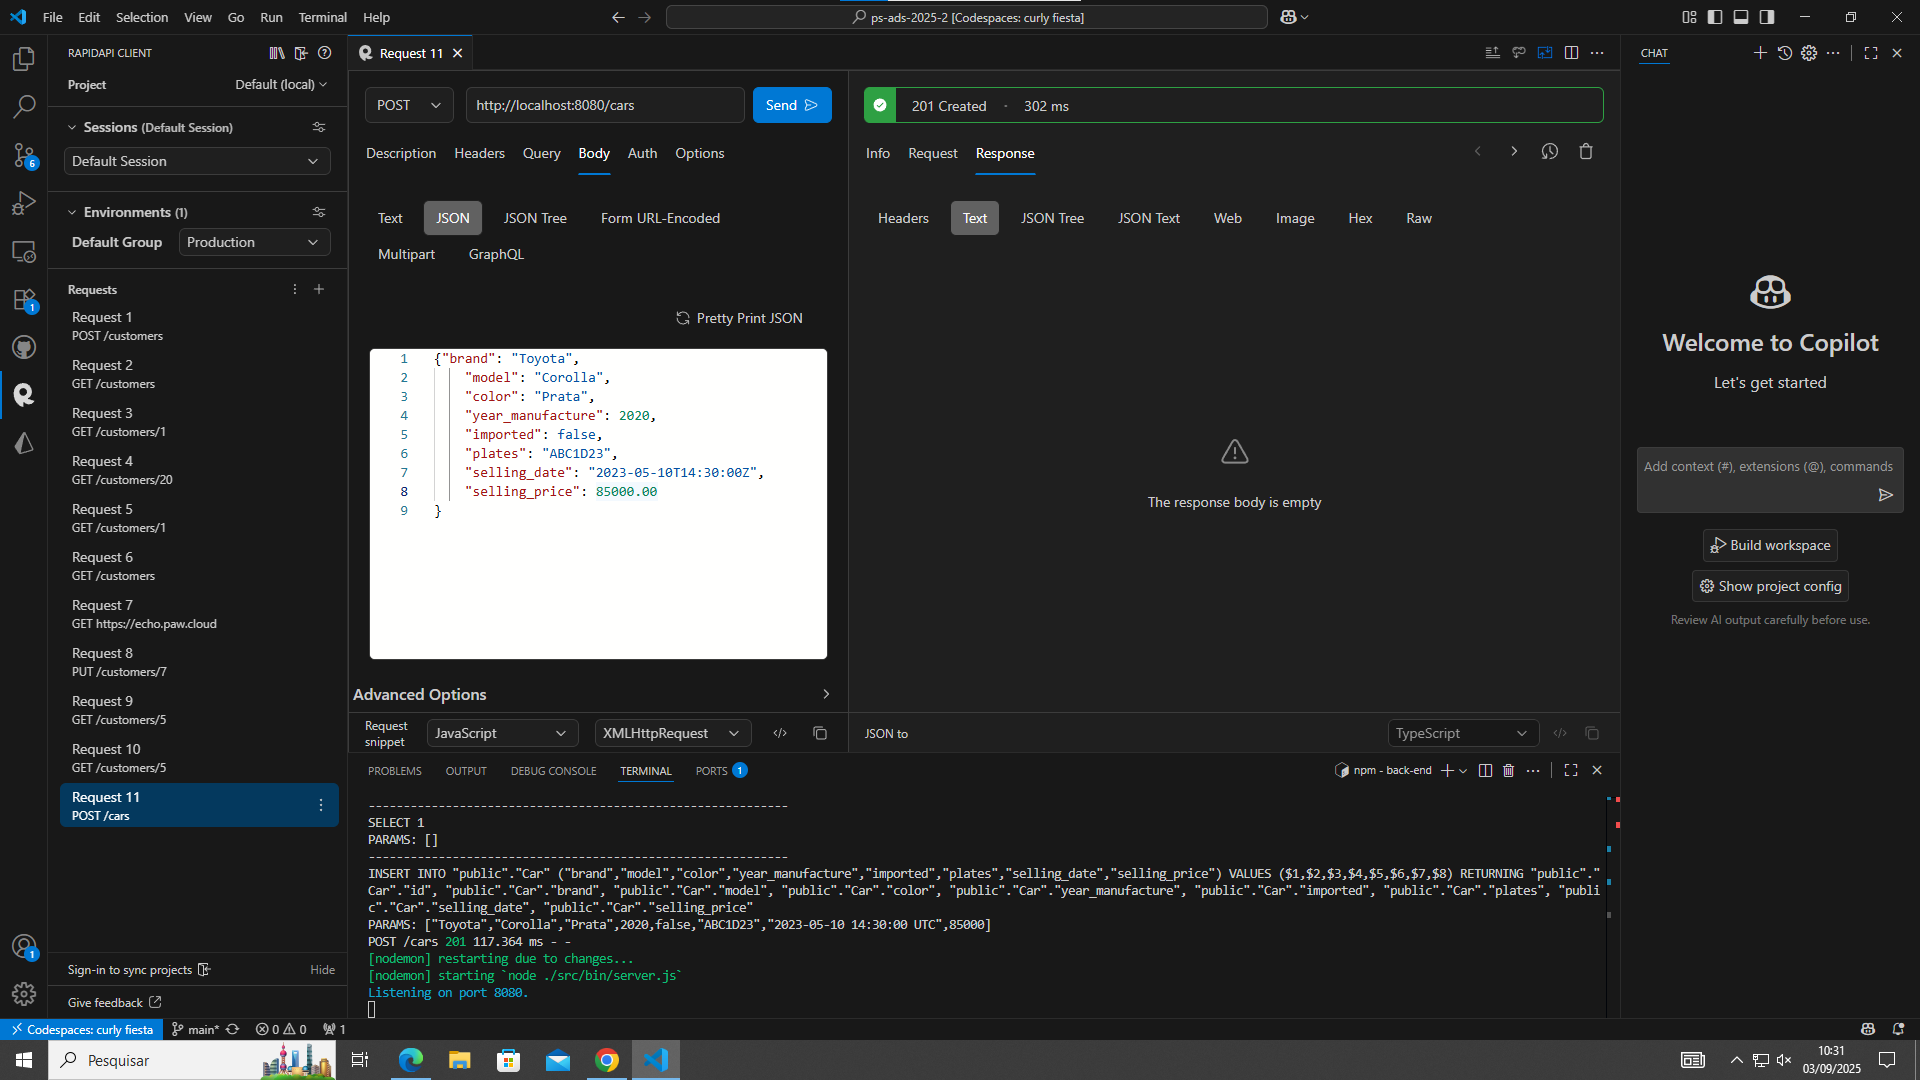 File Edit Selection View Go Run Terminal Help
ps-ads-2025-2 [Codespaces: curly fiesta]
RAPIDAPI CLIENT
Project
Default (local)
Sessions (Default Session)
Default Session
Environments (1)
Default Group
Production
Requests
Request 1
POST /customers
Request 2
GET /customers
Request 3
GET /customers/1
Request 4
GET /customers/20
Request 5
GET /customers/1
Request 6
GET /customers
Request 7
GET https://echo.paw.cloud
Request 8
PUT /customers/7
Request 9
GET /customers/5
Request 10
GET /customers/5
Request 11
POST /cars
Sign-in to sync projects
Hide
Give feedback
Request 11
POST
http://localhost:8080/cars
Send
Description Headers Query Body Auth Options
Text JSON JSON Tree Form URL-Encoded
Multipart GraphQL
Pretty Print JSON
1 {"brand": "Toyota",
2 "model": "Corolla",
3 "color": "Prata",
4 "year_manufacture": 2020,
5 "imported": false,
6 "plates": "ABC1D23",
7 "selling_date": "2023-05-10T14:30:00Z",
8 "selling_price": 85000.00
9 }
Advanced Options
Request snippet
JavaScript
XMLHttpRequest
201 Created · 302 ms
Info Request Response
Headers Text JSON Tree JSON Text Web Image Hex Raw
The response body is empty
JSON to
TypeScript
PROBLEMS OUTPUT DEBUG CONSOLE TERMINAL PORTS 1
npm - back-end
------------------------------------------------------------
SELECT 1
PARAMS: []
------------------------------------------------------------
INSERT INTO "public"."Car" ("brand","model","color","year_manufacture","imported","plates","selling_date","selling_price") VALUES ($1,$2,$3,$4,$5,$6,$7,$8) RETURNING "public"."
Car"."id", "public"."Car"."brand", "public"."Car"."model", "public"."Car"."color", "public"."Car"."year_manufacture", "public"."Car"."imported", "public"."Car"."plates", "publi
c"."Car"."selling_date", "public"."Car"."selling_price"
PARAMS: ["Toyota","Corolla","Prata",2020,false,"ABC1D23","2023-05-10 14:30:00 UTC",85000]
POST /cars 201 117.364 ms - -
[nodemon] restarting due to changes...
[nodemon] starting `node ./src/bin/server.js`
Listening on port 8080.
CHAT
Welcome to Copilot
Let's get started
Add context (#), extensions (@), commands
Build workspace
Show project config
Review AI output carefully before use.
6
1
1
Codespaces: curly fiesta
main*
0 0
1
Pesquisar
10:31
03/09/2025